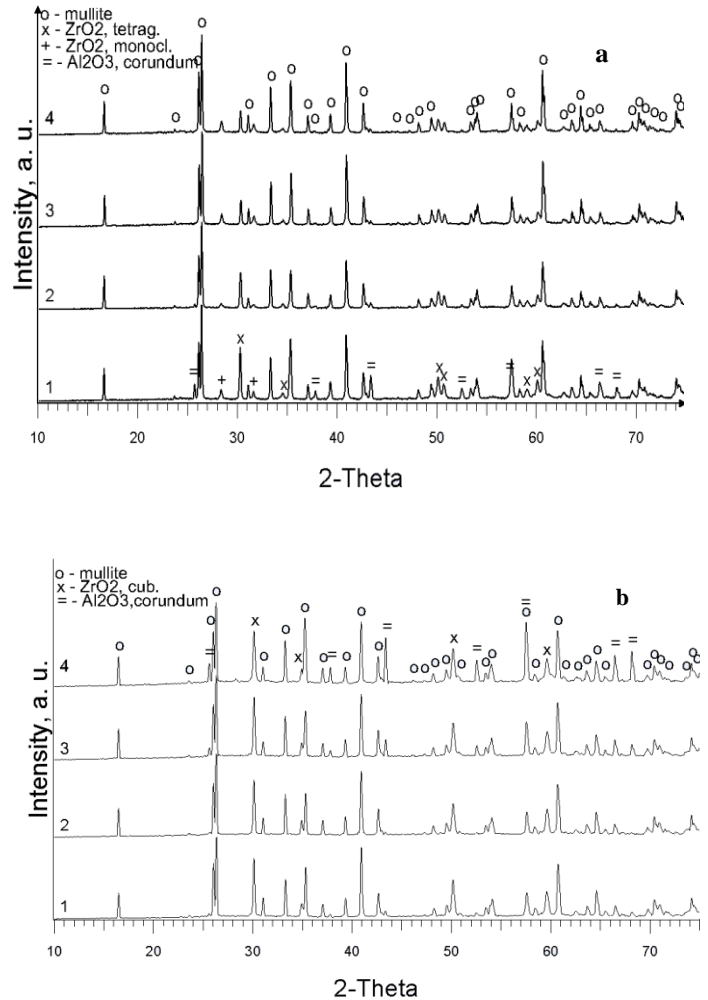 o - mullite
x - ZrO2, tetrag.
+ - ZrO2, monocl.
= - Al2O3, corundum
a
Intensity, a. u.
4
3
2
1
10 20 30 40 50 60 70
2-Theta
o - mullite
x - ZrO2, cub.
= - Al2O3,corundum
b
Intensity, a. u.
4
3
2
1
10 20 30 40 50 60 70
2-Theta